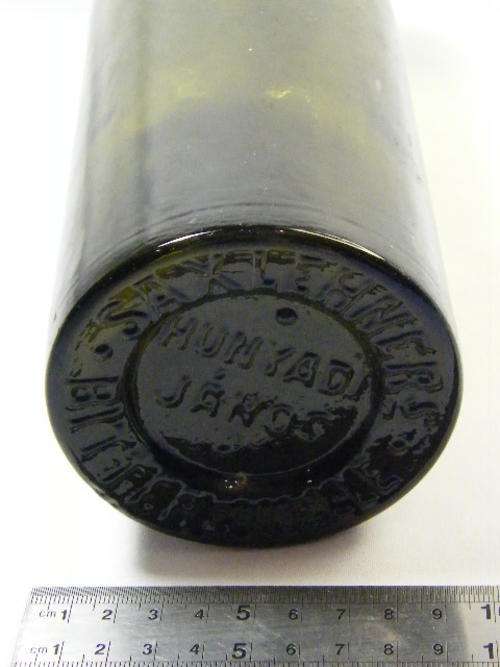 SAXLEHNERS
BITTERQUELLE
HUNYADI
JÁNOS
cm 1 2 3 4 5 6 7 8 9 1
cm 1 2 3 4 5 6 7 8 9 1